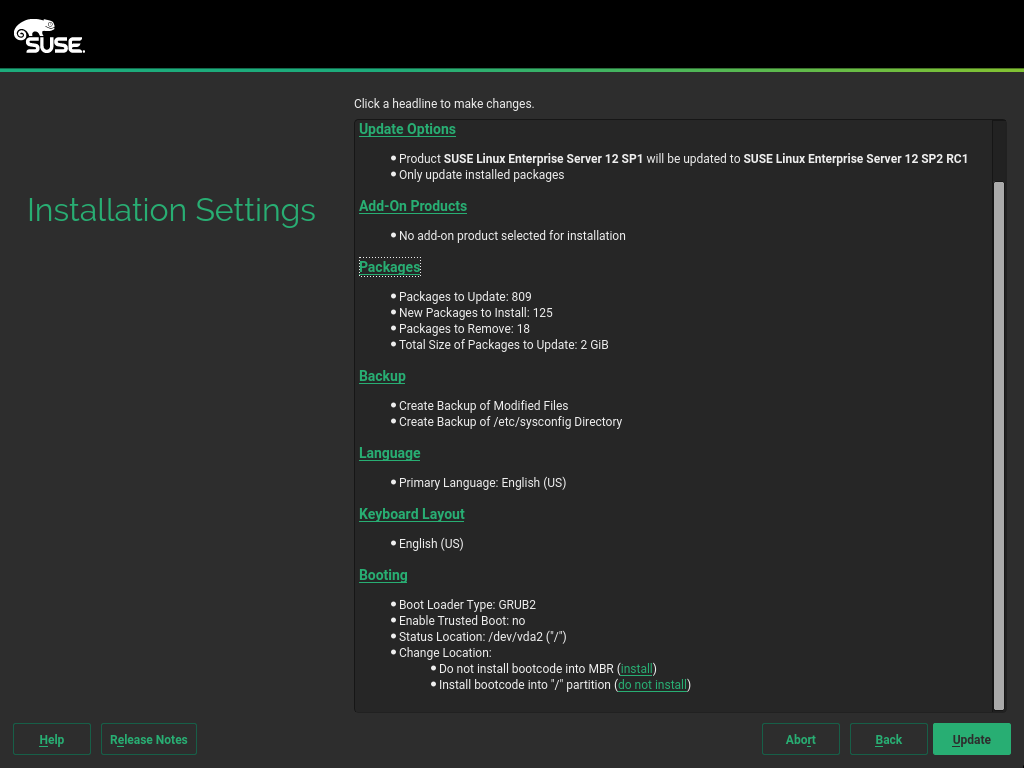 SUSE.
Click a headline to make changes.
Installation Settings
Update Options
Product SUSE Linux Enterprise Server 12 SP1 will be updated to SUSE Linux Enterprise Server 12 SP2 RC1
Only update installed packages
Add-On Products
No add-on product selected for installation
Packages
Packages to Update: 809
New Packages to Install: 125
Packages to Remove: 18
Total Size of Packages to Update: 2 GiB
Backup
Create Backup of Modified Files
Create Backup of /etc/sysconfig Directory
Language
Primary Language: English (US)
Keyboard Layout
English (US)
Booting
Boot Loader Type: GRUB2
Enable Trusted Boot: no
Status Location: /dev/vda2 ("/")
Change Location:
Do not install bootcode into MBR (install)
Install bootcode into "/" partition (do not install)
Help Release Notes Abort Back Update